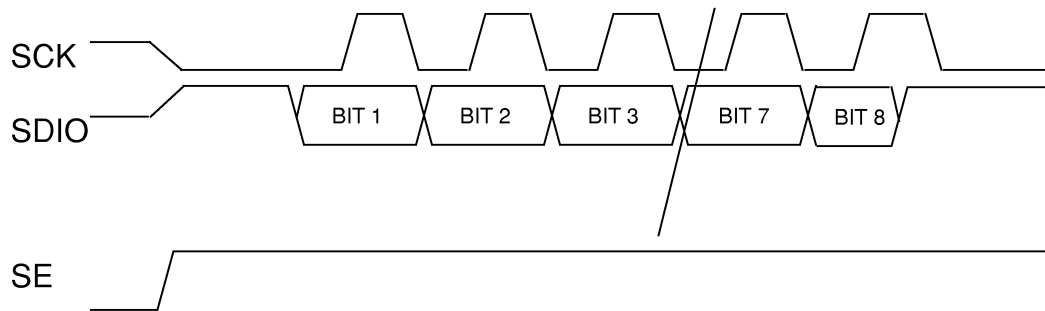 SCK
SDIO
BIT 1
BIT 2
BIT 3
BIT 7
BIT 8
SE